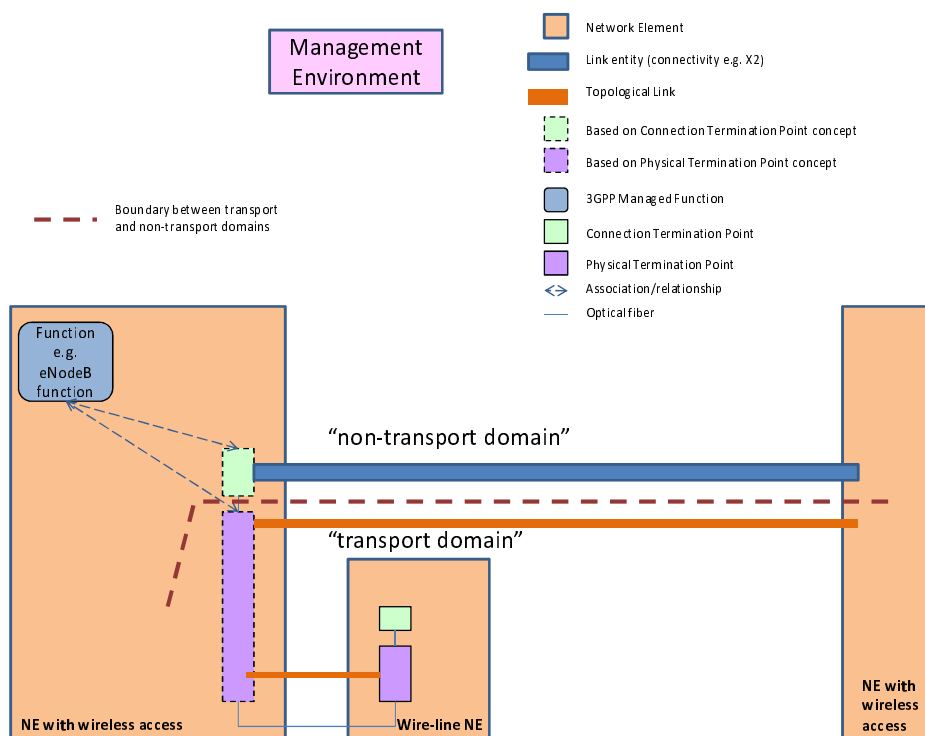 Management
Environment
Network Element
Link entity (connectivity e.g. X2)
Topological Link
Based on Connection Termination Point concept
Based on Physical Termination Point concept
3GPP Managed Function
Connection Termination Point
Physical Termination Point
Association/relationship
Optical fiber
Boundary between transport
and non-transport domains
Function
e.g.
eNodeB
function
“non-transport domain”
“transport domain”
NE with wireless access
Wire-line NE
NE with
wireless
access